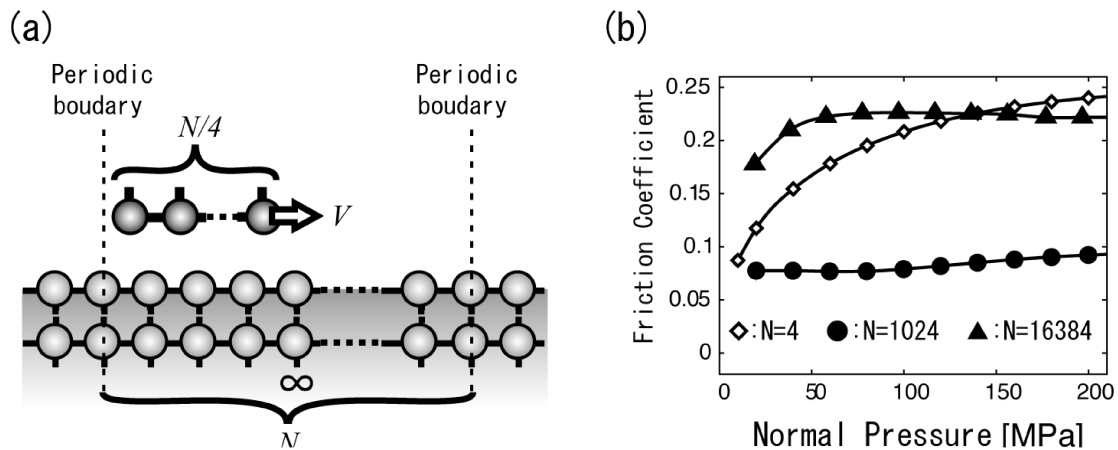 (a)
Periodic
boudary
Periodic
boudary
N/4
V
∞
N
(b)
Friction Coefficient
0.25
0.2
0.15
0.1
0.05
0
◇:N=4 ●:N=1024 ▲:N=16384
0 50 100 150 200
Normal Pressure [MPa]